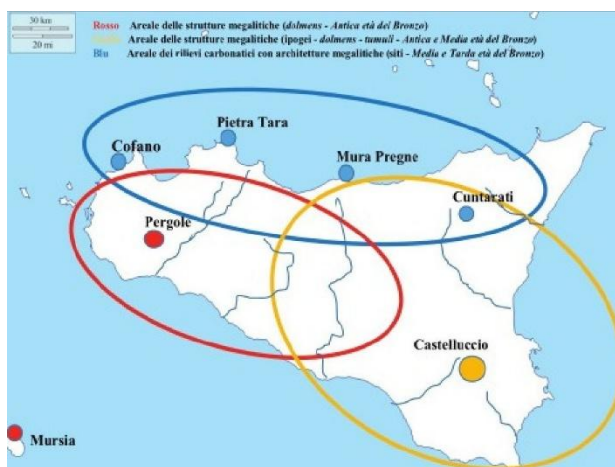 30 km
20 mi
Rosso Areale delle strutture megalitiche (dolmens - Antica età del Bronzo)
Areale delle strutture megalitiche (ipogei - dolmens - tumuli - Antica e Media età del Bronzo)
Blu Areale dei rilievi carbonatici con architetture megalitiche (siti - Media e Tarda età del Bronzo)
Pietra Tara
Cofano
Mura Pregne
Cuntarati
Pergole
Castelluccio
Mursia